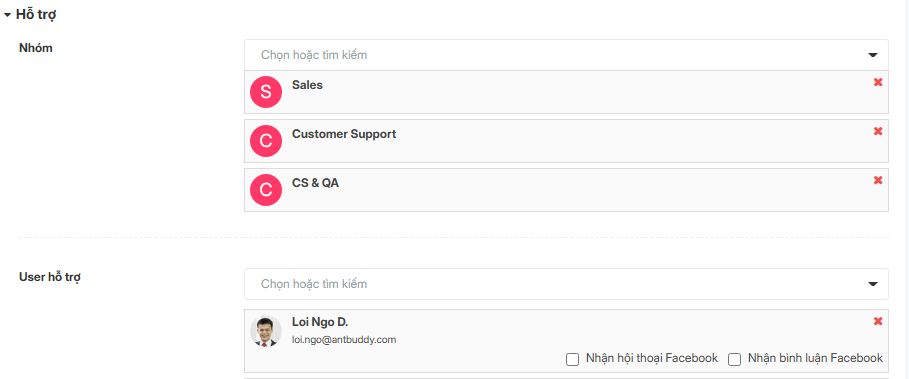 Hỗ trợ
Nhóm
Chọn hoặc tìm kiếm
S Sales
C Customer Support
C CS & QA
User hỗ trợ
Chọn hoặc tìm kiếm
Loi Ngo D.
loi.ngo@antbuddy.com
Nhận hội thoại Facebook Nhận bình luận Facebook